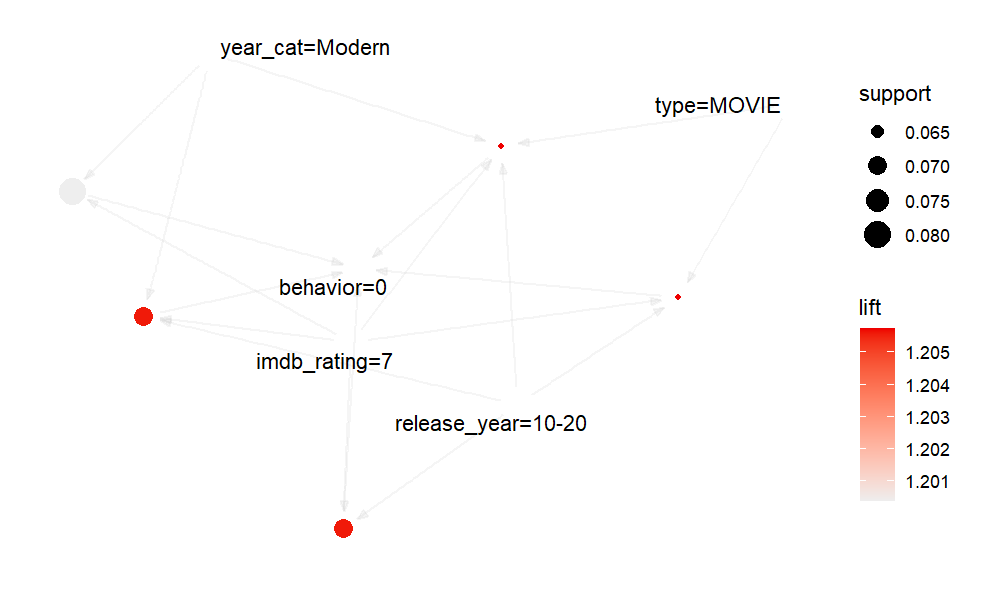 year_cat=Modern
type=MOVIE
behavior=0
imdb_rating=7
release_year=10-20
support
0.065
0.070
0.075
0.080
lift
1.205
1.204
1.203
1.202
1.201